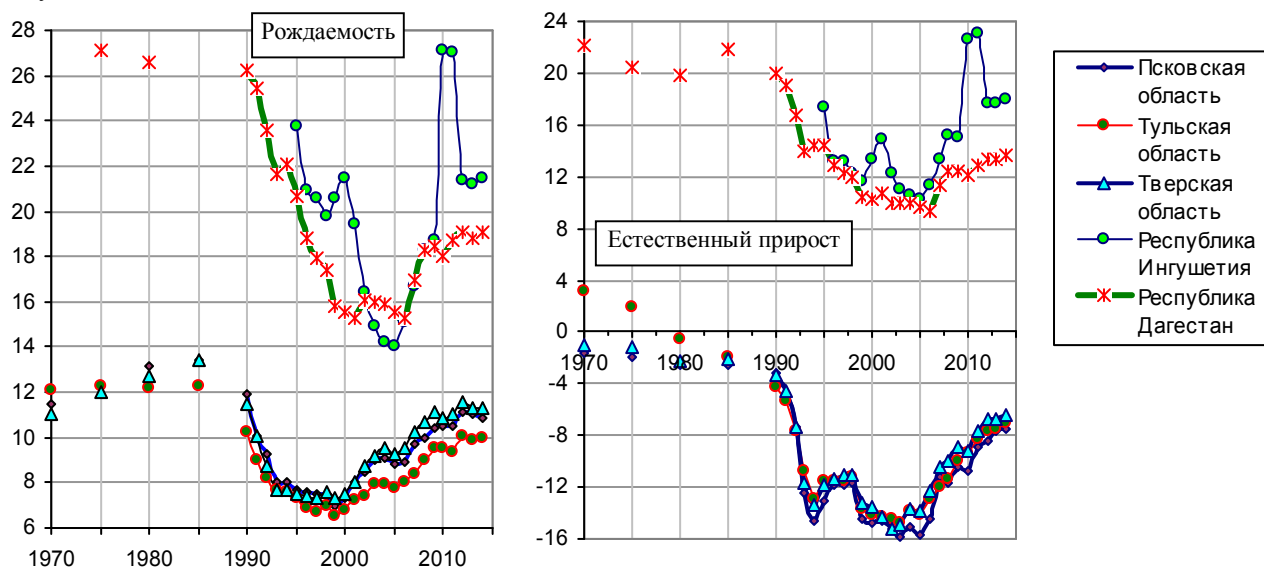 Рождаемость
28
26
24
22
20
18
16
14
12
10
8
6
1970 1980 1990 2000 2010
Естественный прирост
24
20
16
12
8
4
0
-4
-8
-12
-16
1970 1980 1990 2000 2010
Псковская
область
Тульская
область
Тверская
область
Республика
Ингушетия
Республика
Дагестан